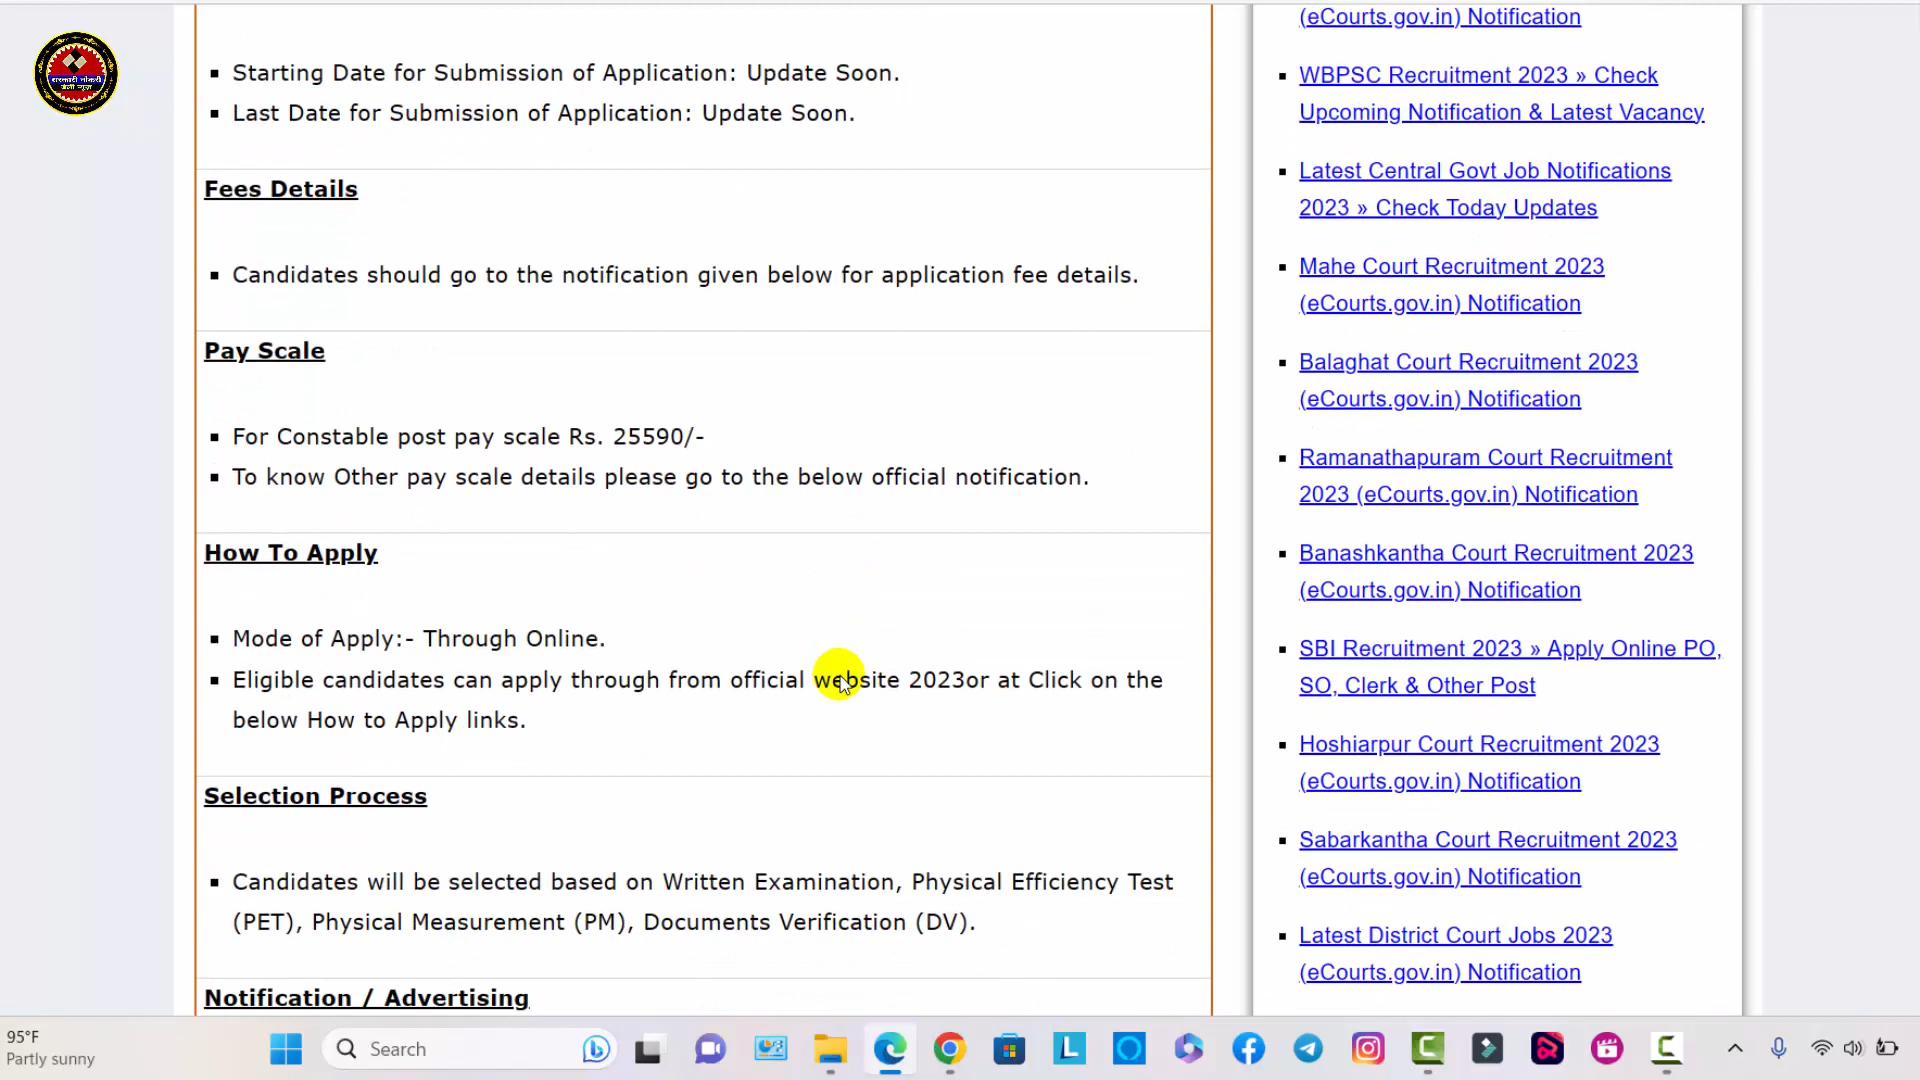 सरकारी नौकरी
Starting Date for Submission of Application: Update Soon.
Last Date for Submission of Application: Update Soon.
Fees Details
Candidates should go to the notification given below for application fee details.
Pay Scale
For Constable post pay scale Rs. 25590/-
To know Other pay scale details please go to the below official notification.
How To Apply
Mode of Apply:- Through Online.
Eligible candidates can apply through from official website 2023or at Click on the
below How to Apply links.
Selection Process
Candidates will be selected based on Written Examination, Physical Efficiency Test
(PET), Physical Measurement (PM), Documents Verification (DV).
Notification / Advertising
(eCourts.gov.in) Notification
WBPSC Recruitment 2023 » Check
Upcoming Notification & Latest Vacancy
Latest Central Govt Job Notifications
2023 » Check Today Updates
Mahe Court Recruitment 2023
(eCourts.gov.in) Notification
Balaghat Court Recruitment 2023
(eCourts.gov.in) Notification
Ramanathapuram Court Recruitment
2023 (eCourts.gov.in) Notification
Banashkantha Court Recruitment 2023
(eCourts.gov.in) Notification
SBI Recruitment 2023 » Apply Online PO,
SO, Clerk & Other Post
Hoshiarpur Court Recruitment 2023
(eCourts.gov.in) Notification
Sabarkantha Court Recruitment 2023
(eCourts.gov.in) Notification
Latest District Court Jobs 2023
(eCourts.gov.in) Notification
95°F
Partly sunny
Search